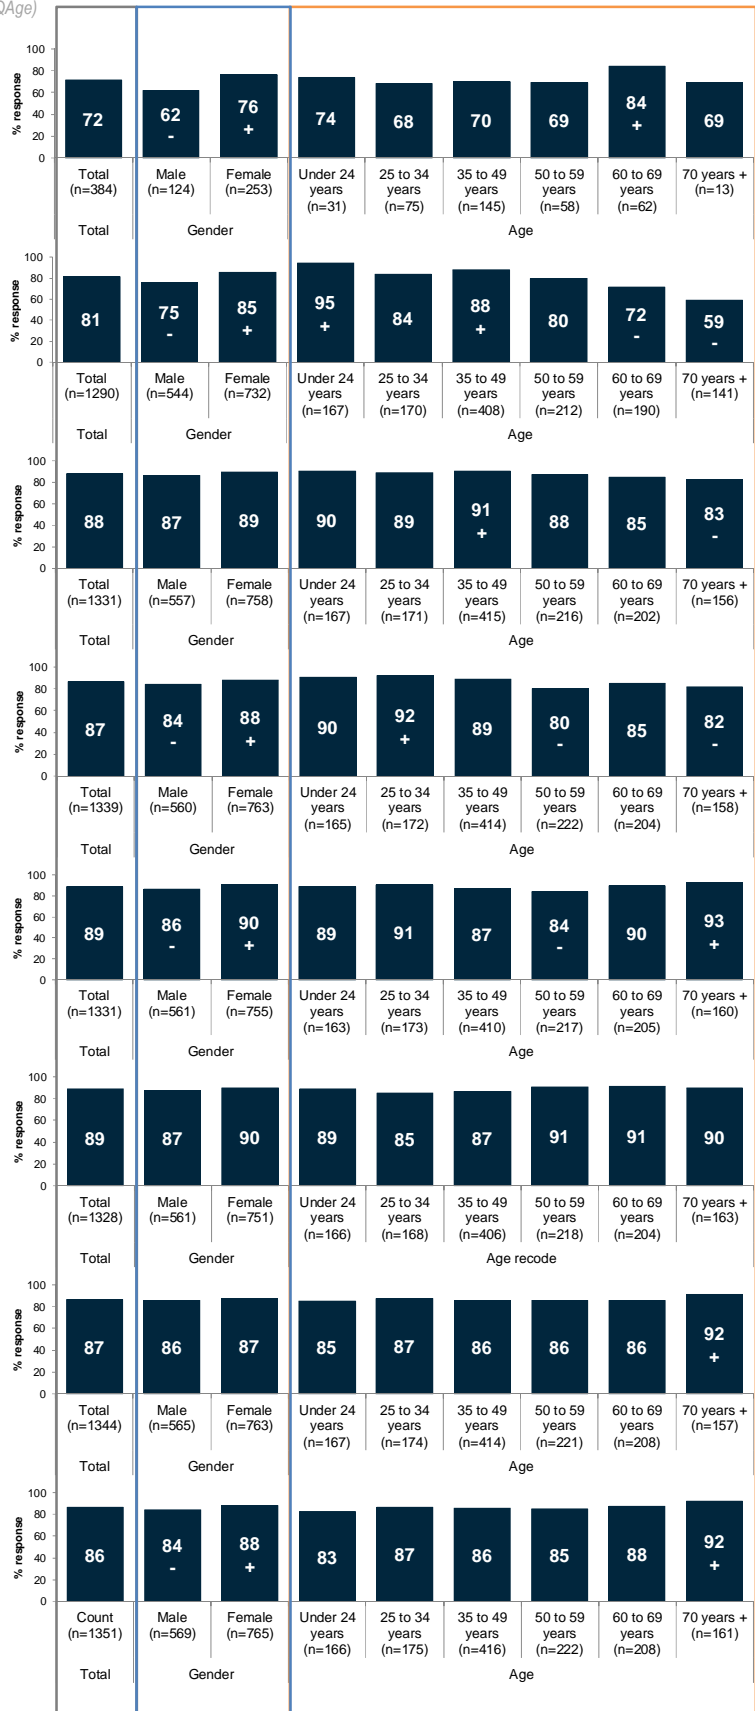 QAge)
% response
100
80
60
40
20
0
72
62
-
76
+
74
68
70
69
84
+
69
Total
(n=384)
Male
(n=124)
Female
(n=253)
Under 24
years
(n=31)
25 to 34
years
(n=75)
35 to 49
years
(n=145)
50 to 59
years
(n=58)
60 to 69
years
(n=62)
70 years +
(n=13)
Total
Gender
Age
% response
100
80
60
40
20
0
81
75
-
85
+
95
+
84
88
+
80
72
-
59
-
Total
(n=1290)
Male
(n=544)
Female
(n=732)
Under 24
years
(n=167)
25 to 34
years
(n=170)
35 to 49
years
(n=408)
50 to 59
years
(n=212)
60 to 69
years
(n=190)
70 years +
(n=141)
Total
Gender
Age
% response
100
80
60
40
20
0
88
87
89
90
89
91
+
88
85
83
-
Total
(n=1331)
Male
(n=557)
Female
(n=758)
Under 24
years
(n=167)
25 to 34
years
(n=171)
35 to 49
years
(n=415)
50 to 59
years
(n=216)
60 to 69
years
(n=202)
70 years +
(n=156)
Total
Gender
Age
% response
100
80
60
40
20
0
87
84
-
88
+
90
92
+
89
80
-
85
82
-
Total
(n=1339)
Male
(n=560)
Female
(n=763)
Under 24
years
(n=165)
25 to 34
years
(n=172)
35 to 49
years
(n=414)
50 to 59
years
(n=222)
60 to 69
years
(n=204)
70 years +
(n=158)
Total
Gender
Age
% response
100
80
60
40
20
0
89
86
-
90
+
89
91
87
84
-
90
93
+
Total
(n=1331)
Male
(n=561)
Female
(n=755)
Under 24
years
(n=163)
25 to 34
years
(n=173)
35 to 49
years
(n=410)
50 to 59
years
(n=217)
60 to 69
years
(n=205)
70 years +
(n=160)
Total
Gender
Age
% response
100
80
60
40
20
0
89
87
90
89
85
87
91
91
90
Total
(n=1328)
Male
(n=561)
Female
(n=751)
Under 24
years
(n=166)
25 to 34
years
(n=168)
35 to 49
years
(n=406)
50 to 59
years
(n=218)
60 to 69
years
(n=204)
70 years +
(n=163)
Total
Gender
Age recode
% response
100
80
60
40
20
0
87
86
87
85
87
86
86
86
92
+
Total
(n=1344)
Male
(n=565)
Female
(n=763)
Under 24
years
(n=167)
25 to 34
years
(n=174)
35 to 49
years
(n=414)
50 to 59
years
(n=221)
60 to 69
years
(n=208)
70 years +
(n=157)
Total
Gender
Age
% response
100
80
60
40
20
0
86
84
-
88
+
83
87
86
85
88
92
+
Count
(n=1351)
Male
(n=569)
Female
(n=765)
Under 24
years
(n=166)
25 to 34
years
(n=175)
35 to 49
years
(n=416)
50 to 59
years
(n=222)
60 to 69
years
(n=208)
70 years +
(n=161)
Total
Gender
Age